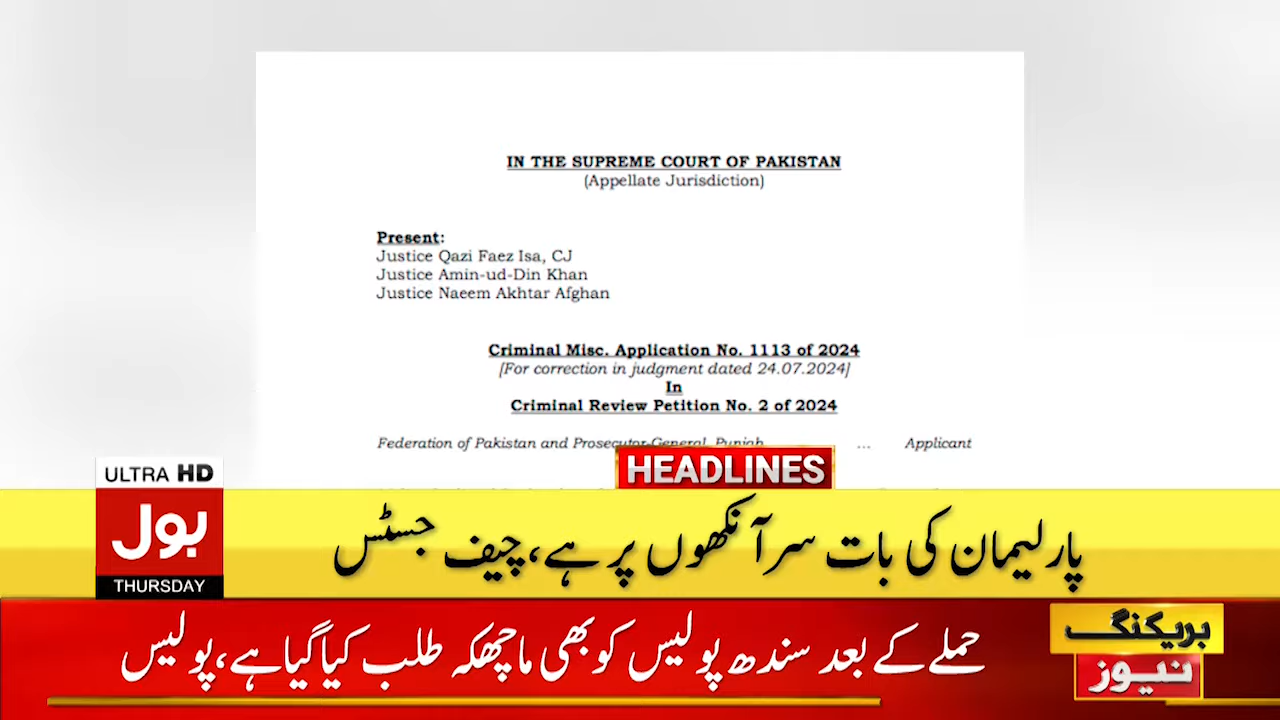 IN THE SUPREME COURT OF PAKISTAN
(Appellate Jurisdiction)
Present:
Justice Qazi Faez Isa, CJ
Justice Amin-ud-Din Khan
Justice Naeem Akhtar Afghan
Criminal Misc. Application No. 1113 of 2024
[For correction in judgment dated 24.07.2024]
In
Criminal Review Petition No. 2 of 2024
Federation of Pakistan and Prosecutor-General, Punjab ... Applicant
HEADLINES
ULTRA HD
بول
THURSDAY
پارلیمان کی بات سر آنکھوں پر ہے، چیف جسٹس
بریکنگ
نیوز
حملے کے بعد سندھ پولیس کو بھی ماچھکہ طلب کیا گیا ہے، پولیس